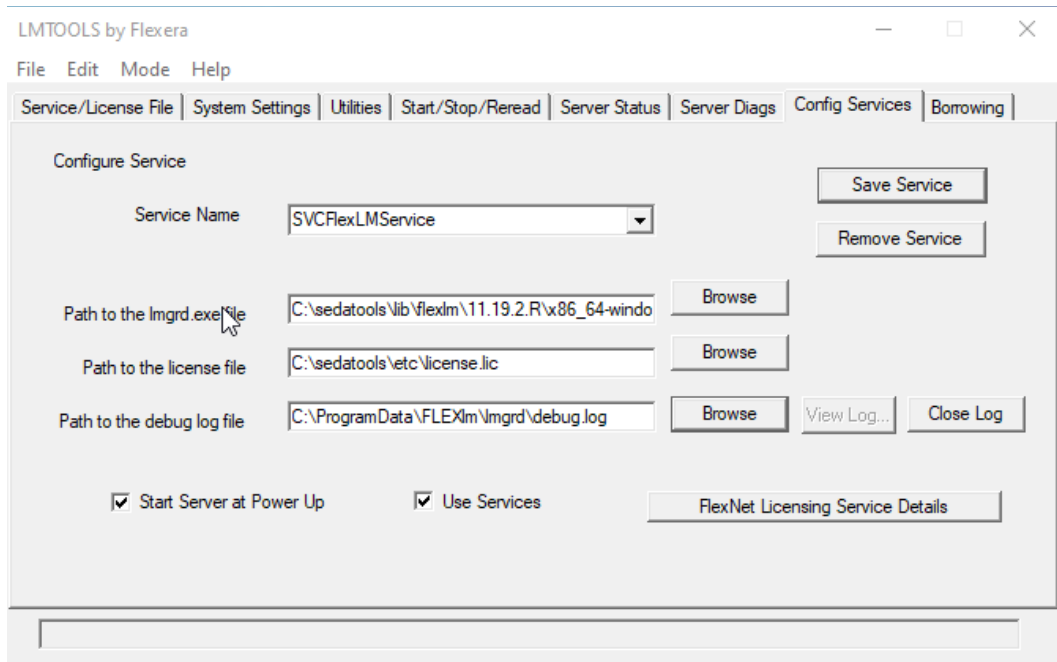 LMTOOLS by Flexera
File Edit Mode Help
Service/License File System Settings Utilities Start/Stop/Reread Server Status Server Diags Config Services Borrowing
Configure Service
Save Service
Service Name SVCFlexLMService
Remove Service
Path to the lmgrd.exe file C:\sedatools\lib\flexlm\11.19.2.R\x86_64-windo Browse
Path to the license file C:\sedatools\etc\license.lic Browse
Path to the debug log file C:\ProgramData\FLEXlm\lmgrd\debug.log Browse View Log... Close Log
Start Server at Power Up Use Services FlexNet Licensing Service Details